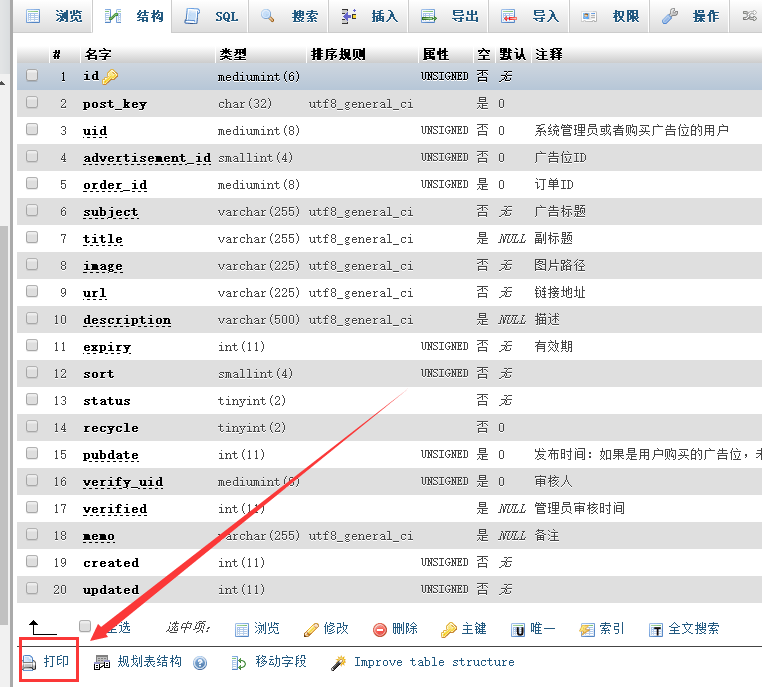 浏览 结构 SQL 搜索 插入 导出 导入 权限 操作
# 名字 类型 排序规则 属性 空 默认 注释
1 id mediumint(6) UNSIGNED 否 无
2 post_key char(32) utf8_general_ci 是 0
3 uid mediumint(8) UNSIGNED 否 0 系统管理员或者购买广告位的用户
4 advertisement_id smallint(4) UNSIGNED 否 0 广告位ID
5 order_id mediumint(8) UNSIGNED 是 0 订单ID
6 subject varchar(255) utf8_general_ci 否 无 广告标题
7 title varchar(255) utf8_general_ci 是 NULL 副标题
8 image varchar(225) utf8_general_ci 否 无 图片路径
9 url varchar(225) utf8_general_ci 否 无 链接地址
10 description varchar(500) utf8_general_ci 是 NULL 描述
11 expiry int(11) UNSIGNED 否 无 有效期
12 sort smallint(4) UNSIGNED 否 无
13 status tinyint(2) 否 无
14 recycle tinyint(2) 否 0
15 pubdate int(11) UNSIGNED 是 0 发布时间：如果是用户购买的广告位，未
16 verify_uid mediumint(8) UNSIGNED 是 0 审核人
17 verified int(11) 是 NULL 管理员审核时间
18 memo varchar(255) utf8_general_ci 是 NULL 备注
19 created int(11) UNSIGNED 否 无
20 updated int(11) UNSIGNED 否 无
全选 选中项： 浏览 修改 删除 主键 唯一 索引 全文搜索
打印 规划表结构 移动字段 Improve table structure